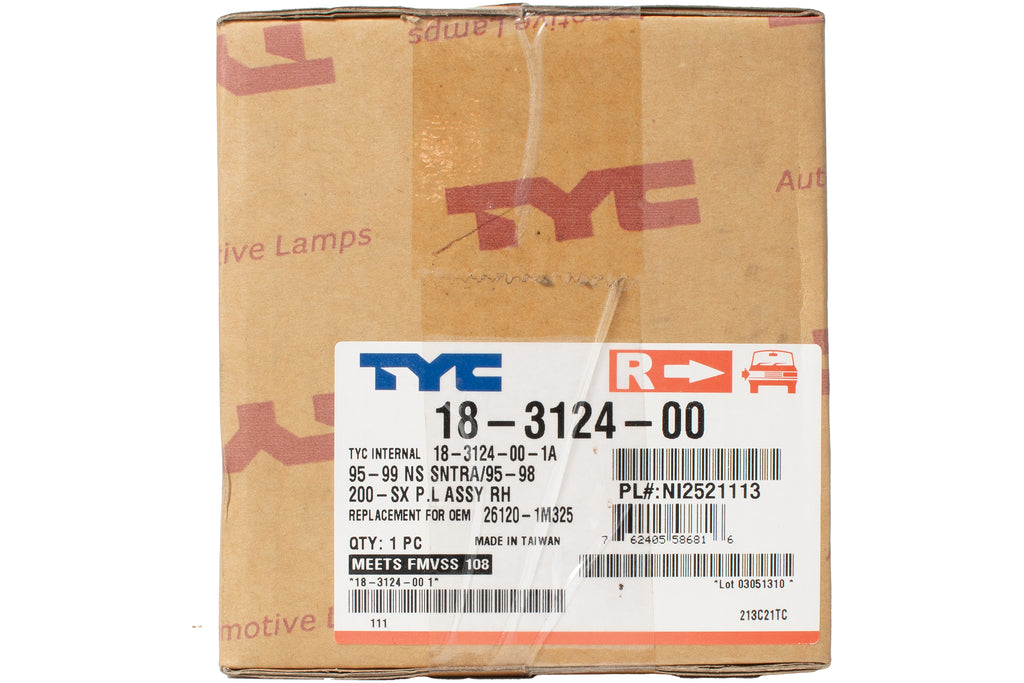 omotive Lamps
TYC
Aut
tive Lamps
TYC
R
18-3124-00
TYC INTERNAL 18-3124-00-1A
95-99 NS SNTRA/95-98
200-SX P.L ASSY RH
REPLACEMENT FOR OEM 26120-1M325
PL#:NI2521113
7 62405 58681 6
QTY: 1 PC MADE IN TAIWAN
MEETS FMVSS 108
*18-3124-00 1*
*Lot 03051310 *
111
213C21TC
motive L